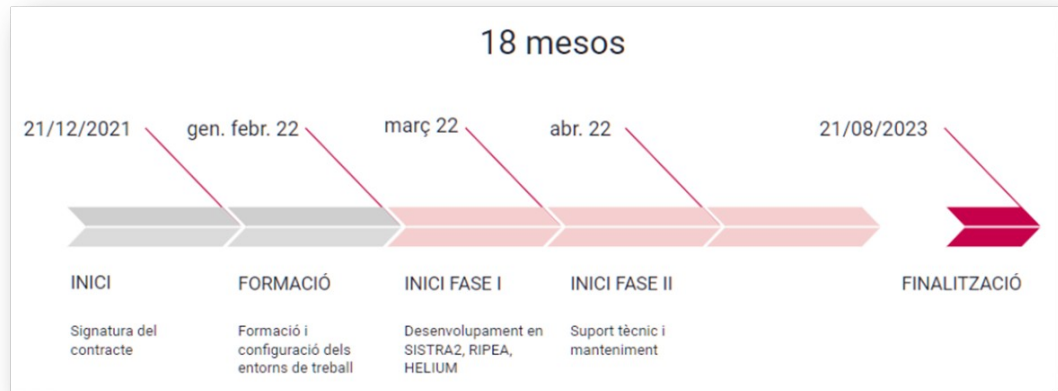 18 mesos
21/12/2021
gen. febr. 22
març 22
abr. 22
21/08/2023
INICI
FORMACIÓ
INICI FASE I
INICI FASE II
FINALITZACIÓ
Signatura del
contracte
Formació i
configuració dels
entorns de treball
Desenvolupament en
SISTRA2, RIPEA,
HELIUM
Suport tècnic i
manteniment